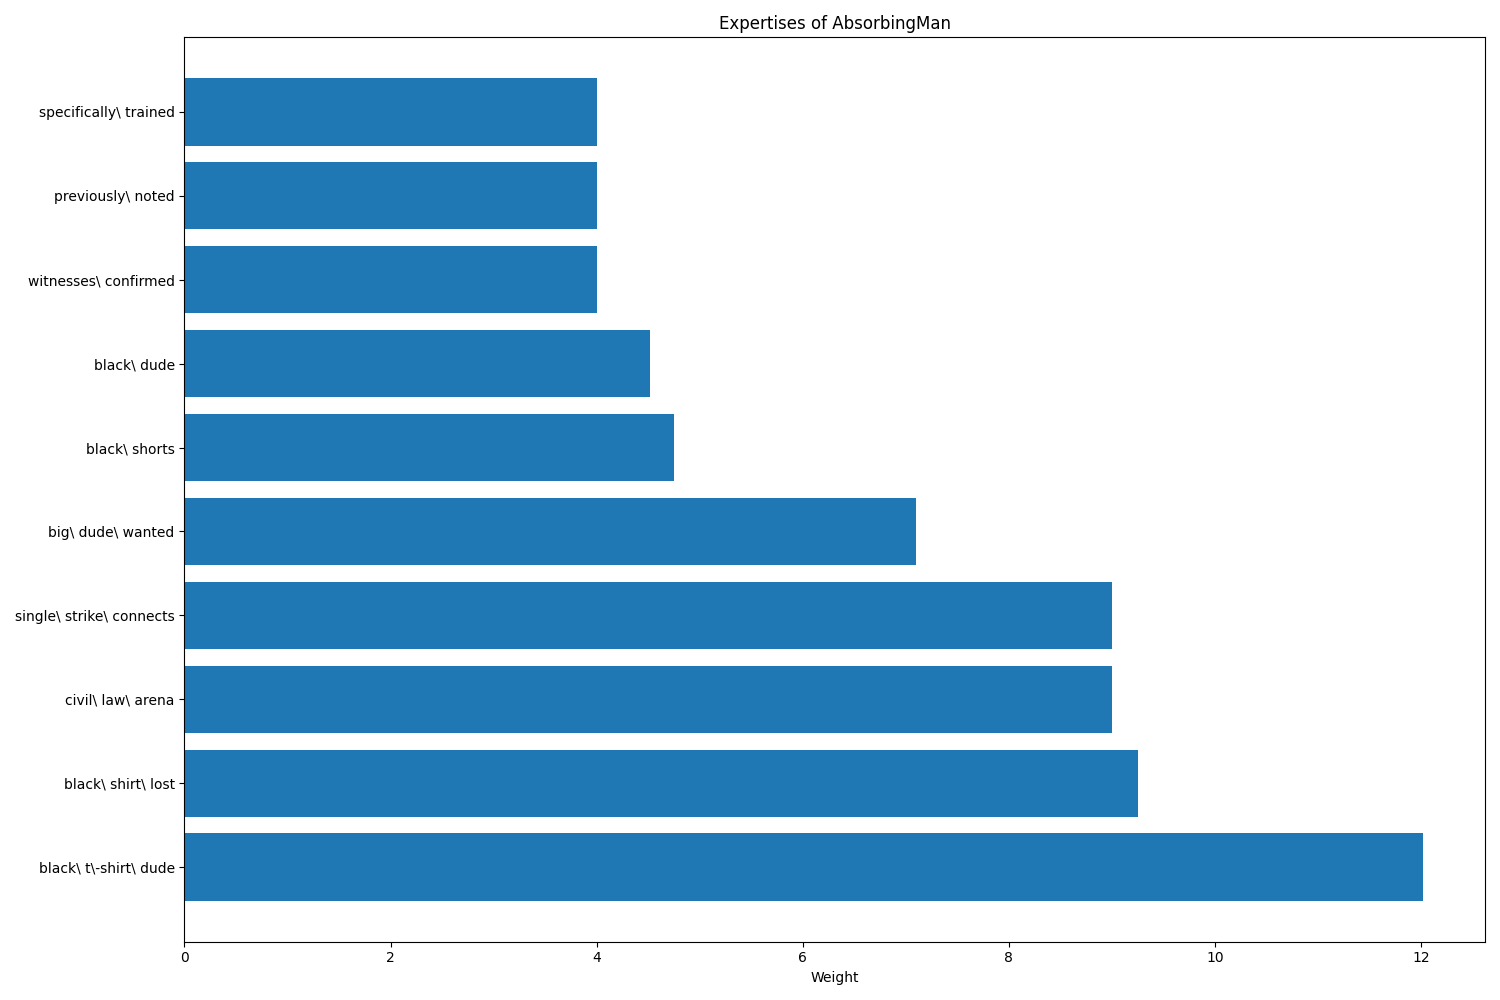 Expertises of AbsorbingMan
specifically\ trained
previously\ noted
witnesses\ confirmed
black\ dude
black\ shorts
big\ dude\ wanted
single\ strike\ connects
civil\ law\ arena
black\ shirt\ lost
black\ t\-shirt\ dude
0 2 4 6 8 10 12
Weight